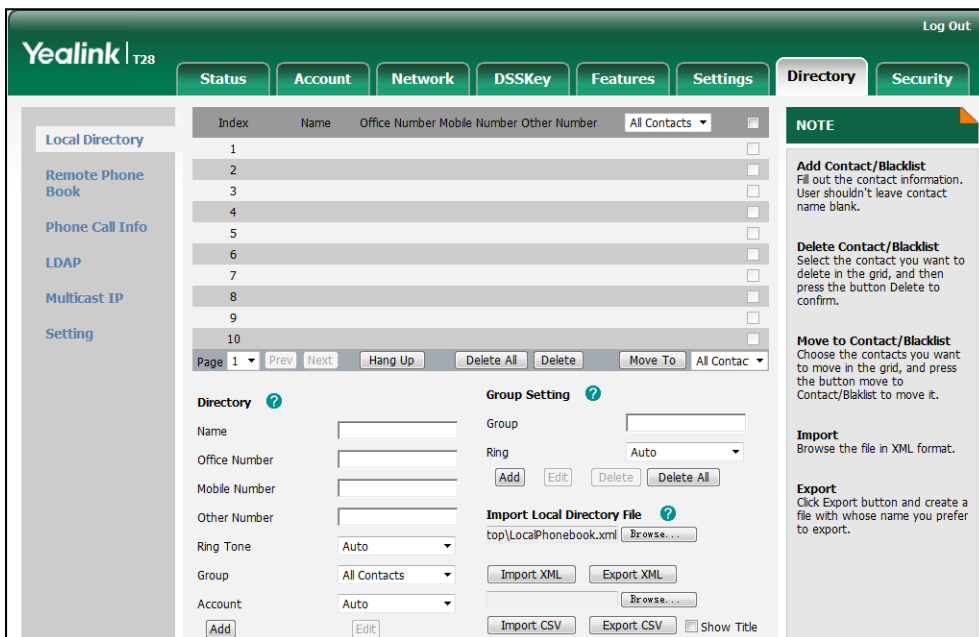 Log Out
Yealink T28
Status Account Network DSSKey Features Settings Directory Security
Local Directory
Remote Phone
Book
Phone Call Info
LDAP
Multicast IP
Setting
Index Name Office Number Mobile Number Other Number All Contacts
1
2
3
4
5
6
7
8
9
10
Page 1 Prev Next Hang Up Delete All Delete Move To All Contac
Directory ?
Name
Office Number
Mobile Number
Other Number
Ring Tone Auto
Group All Contacts
Account Auto
Add Edit
Group Setting ?
Group
Ring Auto
Add Edit Delete Delete All
Import Local Directory File ?
top\LocalPhonebook.xml Browse...
Import XML Export XML
Browse...
Import CSV Export CSV Show Title
NOTE
Add Contact/Blacklist
Fill out the contact information.
User shouldn't leave contact
name blank.
Delete Contact/Blacklist
Select the contact you want to
delete in the grid, and then
press the button Delete to
confirm.
Move to Contact/Blacklist
Choose the contacts you want
to move in the grid, and press
the button move to
Contact/Blaklist to move it.
Import
Browse the file in XML format.
Export
Click Export button and create a
file with whose name you prefer
to export.